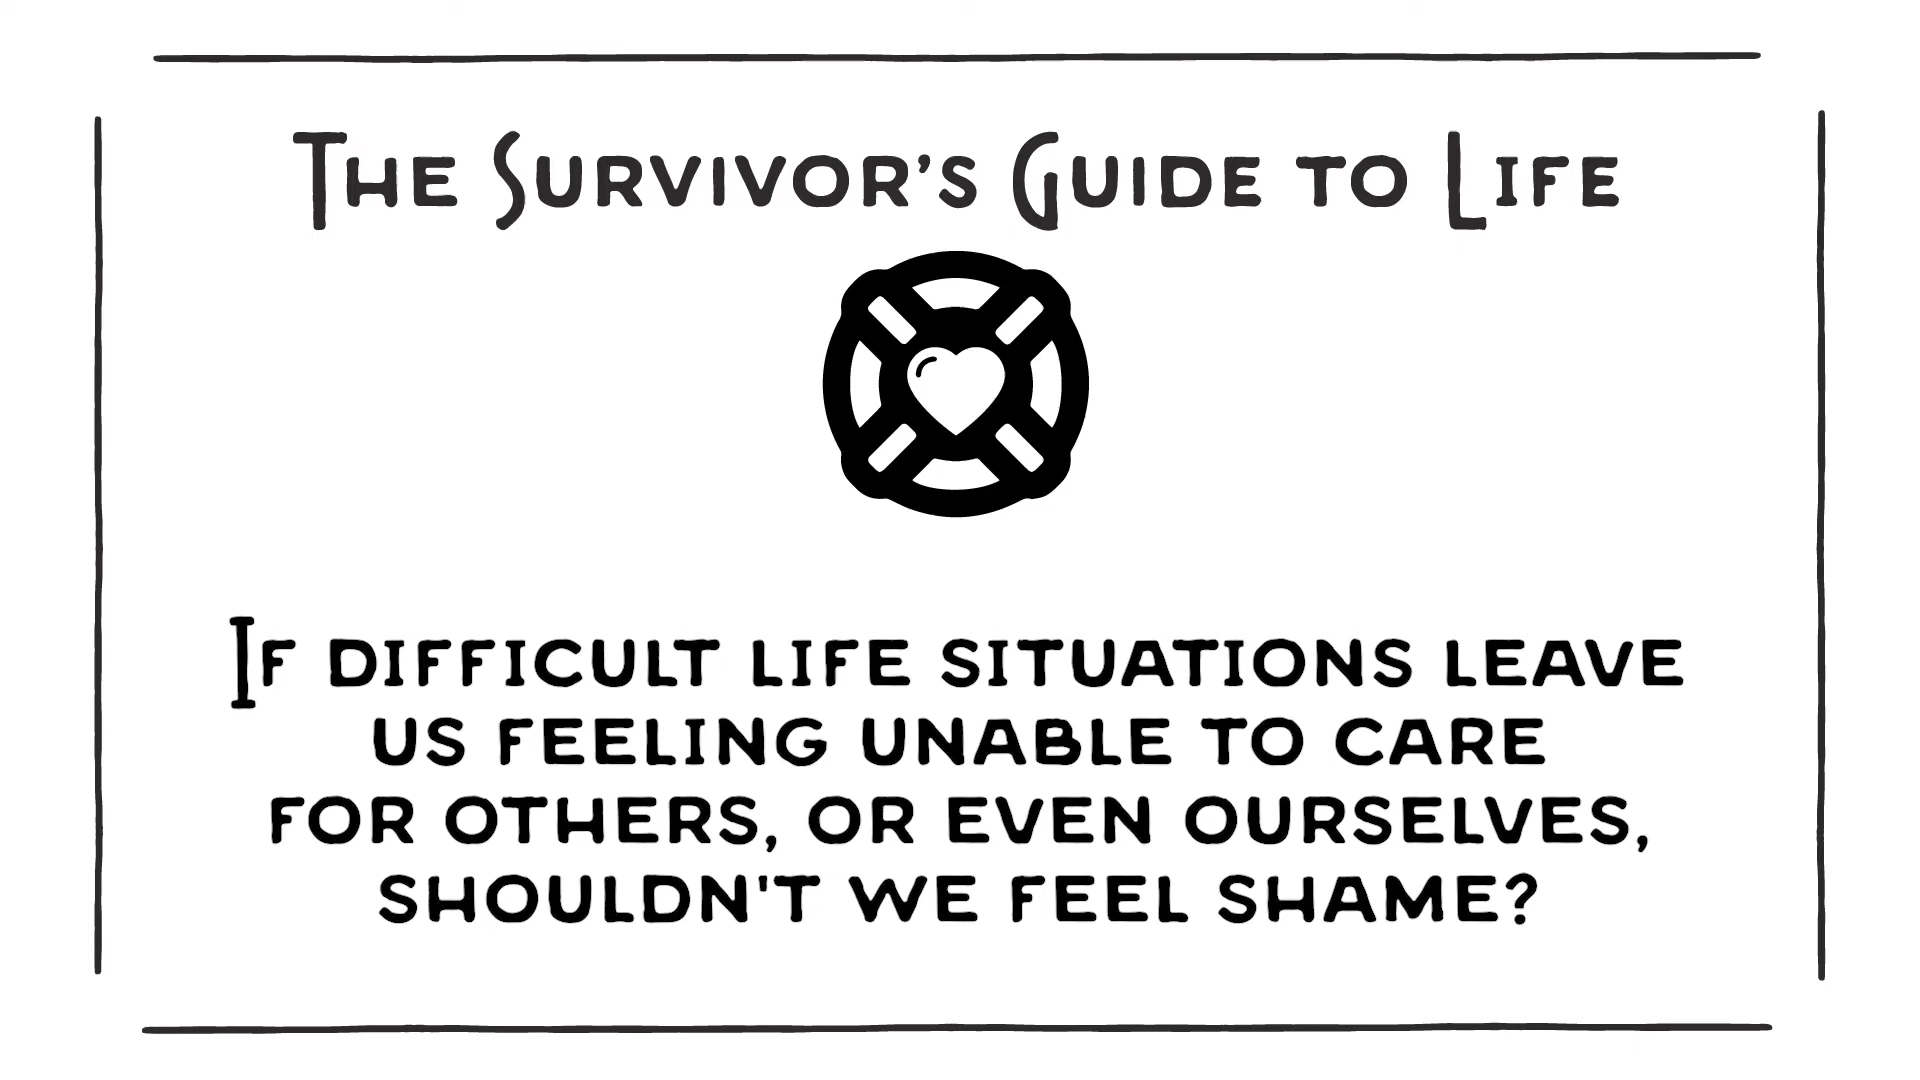 The Survivor’s Guide to Life
If difficult life situations leave
us feeling unable to care
for others, or even ourselves,
shouldn't we feel shame?